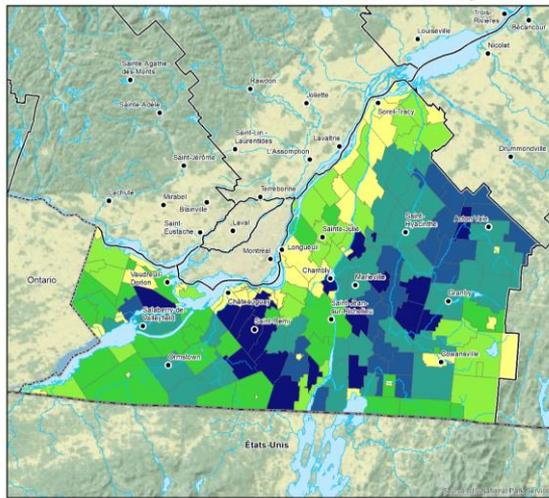 Trois-
Rivières
Bécancour
Louiseville
Nicolet
Sainte-Agathe
des-Monts
Rawdon
Joliette
Sorel-Tracy
Sainte-Adèle
Saint-Lin -
Laurentides
Lavaltrie
L'Assomption
Drummondville
Saint-Jérôme
Lachute
Mirabel
Blainville
Terrebonne
Saint-
Eustache
Laval
Saint-
Hyacinthe
Acton Vale
Sainte-Julie
Montréal
Longueuil
Ontario
Vaudreuil-
Dorion
Chambly
Marieville
Châteauguay
Granby
Salaberry-de-
Valleyfield
Saint-Rémi
Saint-Jean-
sur-Richelieu
Ormstown
Cowansville
États-Unis
National Park Service